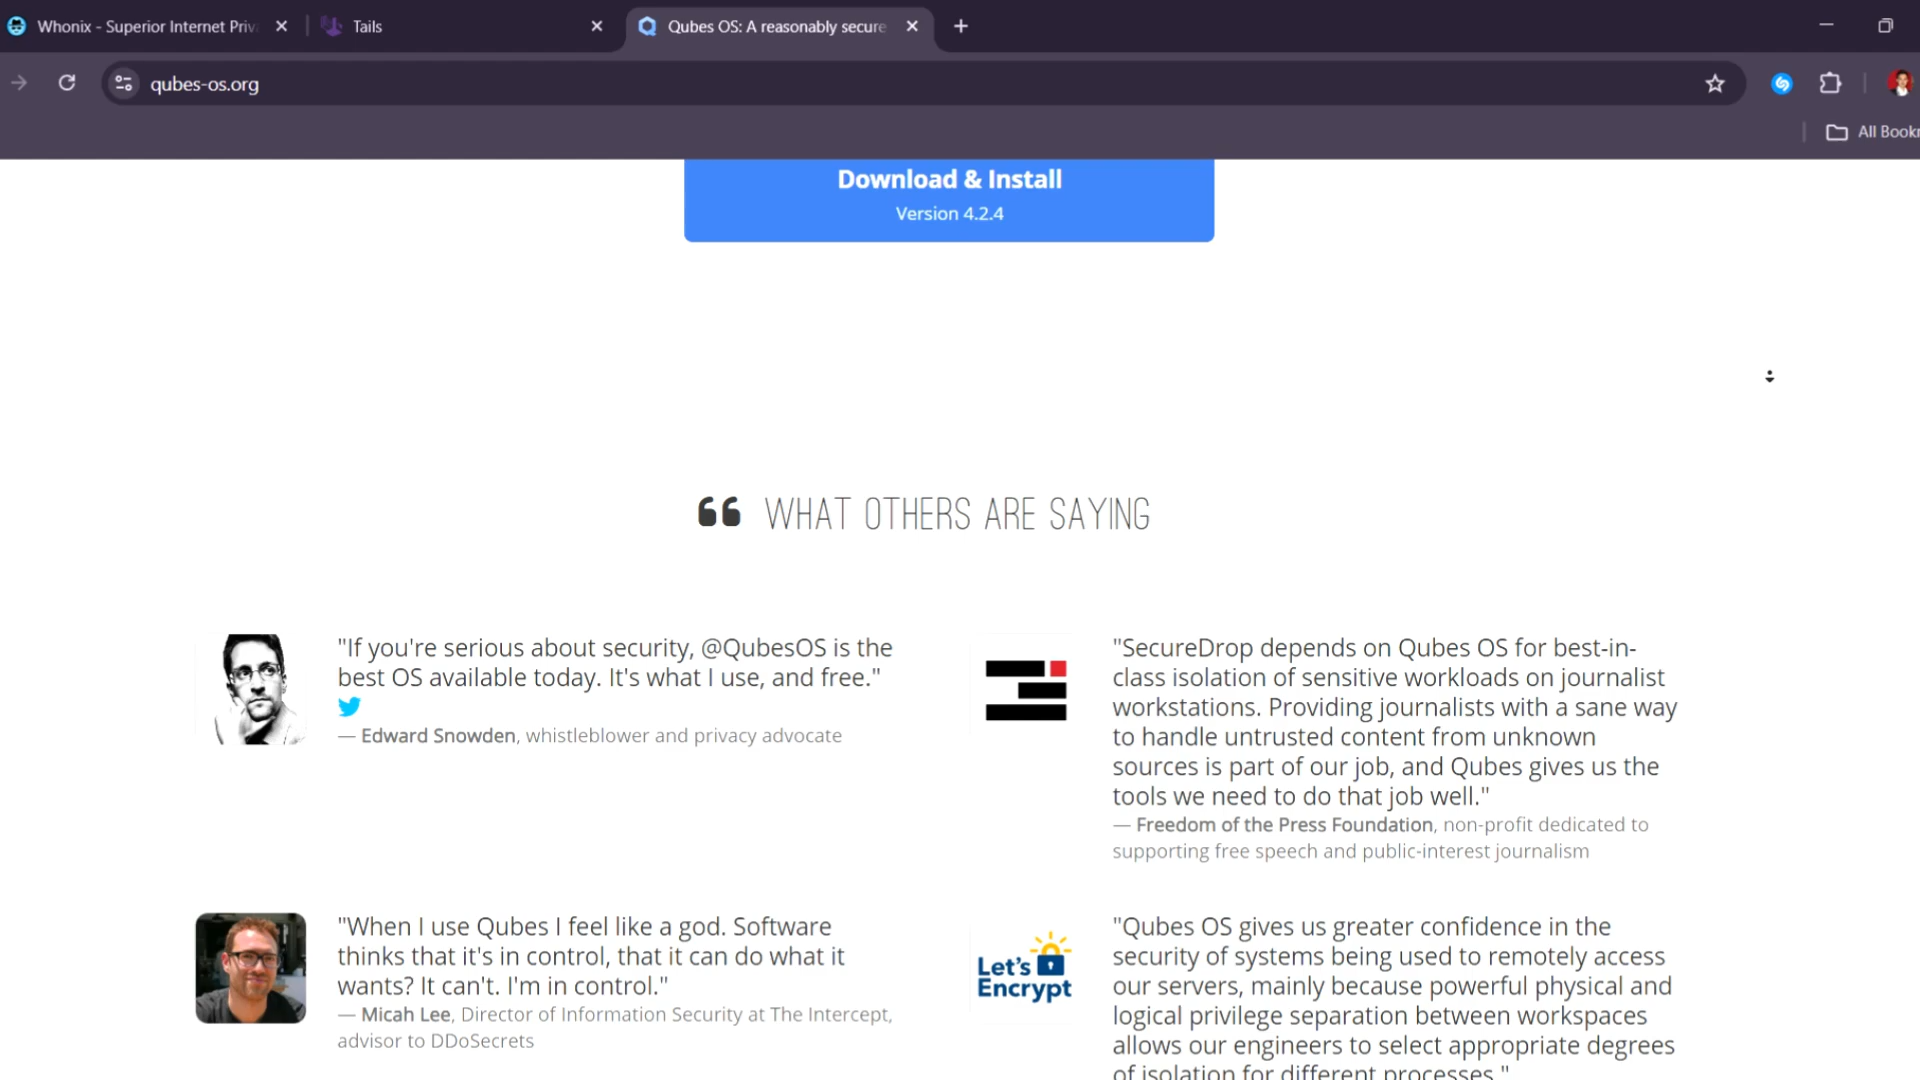 Whonix - Superior Internet Priv
Tails
Qubes OS: A reasonably secure
qubes-os.org
All Bookr
Download & Install
Version 4.2.4
WHAT OTHERS ARE SAYING
"If you're serious about security, @QubesOS is the
best OS available today. It's what I use, and free."
— Edward Snowden, whistleblower and privacy advocate
"SecureDrop depends on Qubes OS for best-in-
class isolation of sensitive workloads on journalist
workstations. Providing journalists with a sane way
to handle untrusted content from unknown
sources is part of our job, and Qubes gives us the
tools we need to do that job well."
— Freedom of the Press Foundation, non-profit dedicated to
supporting free speech and public-interest journalism
"When I use Qubes I feel like a god. Software
thinks that it's in control, that it can do what it
wants? It can't. I'm in control."
— Micah Lee, Director of Information Security at The Intercept,
advisor to DDoSecrets
Let's
Encrypt
"Qubes OS gives us greater confidence in the
security of systems being used to remotely access
our servers, mainly because powerful physical and
logical privilege separation between workspaces
allows our engineers to select appropriate degrees
of isolation for different processes."